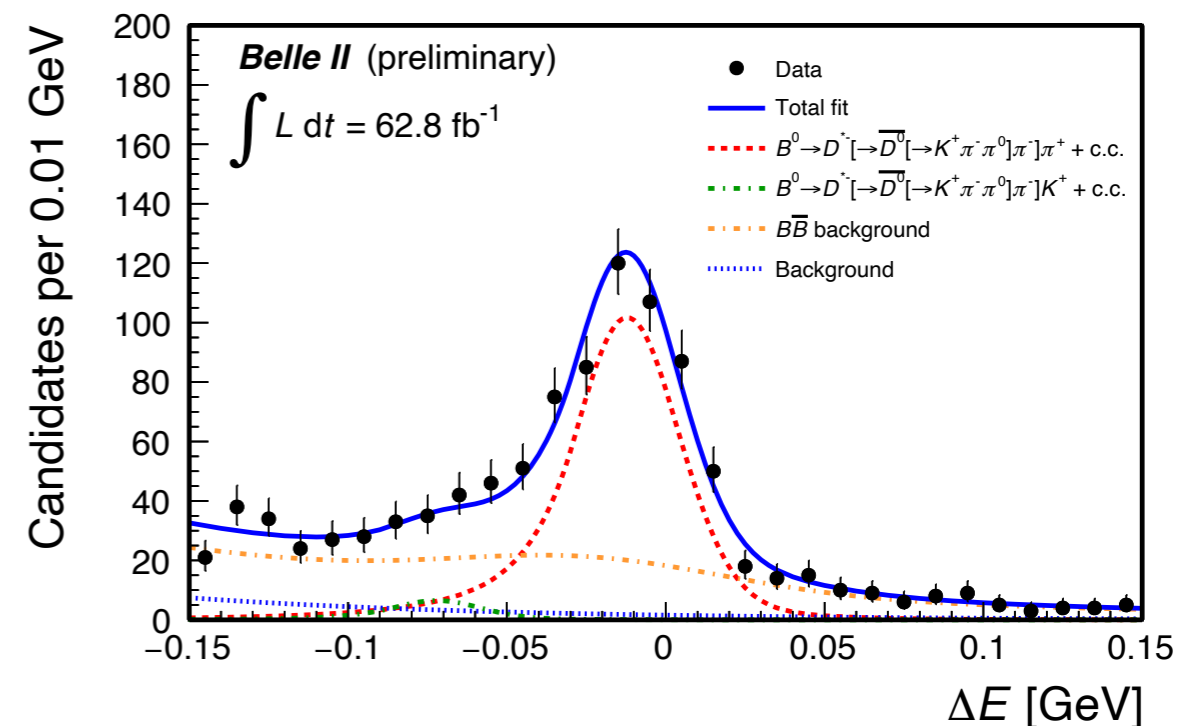 Candidates per 0.01 GeV
200
180
160
140
120
100
80
60
40
20
0
Belle II (preliminary)
∫ L dt = 62.8 fb⁻¹
Data
Total fit
B⁰→D*⁻[→D̅⁰[→K⁺π⁻π⁰]π⁻]π⁺ + c.c.
B⁰→D*⁻[→D̅⁰[→K⁺π⁻π⁰]π⁻]K⁺ + c.c.
BB̅ background
Background
−0.15 −0.1 −0.05 0 0.05 0.1 0.15
ΔE [GeV]